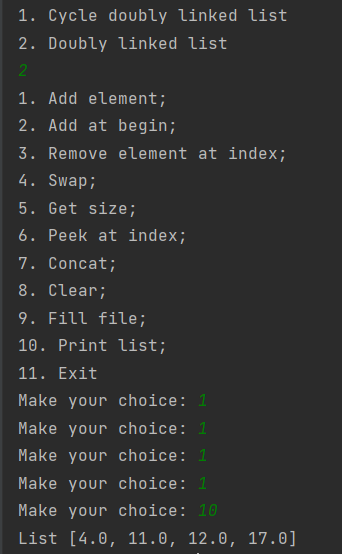 1. Cycle doubly linked list
2. Doubly linked list
2
1. Add element;
2. Add at begin;
3. Remove element at index;
4. Swap;
5. Get size;
6. Peek at index;
7. Concat;
8. Clear;
9. Fill file;
10. Print list;
11. Exit
Make your choice: 1
Make your choice: 1
Make your choice: 1
Make your choice: 1
Make your choice: 10
List [4.0, 11.0, 12.0, 17.0]